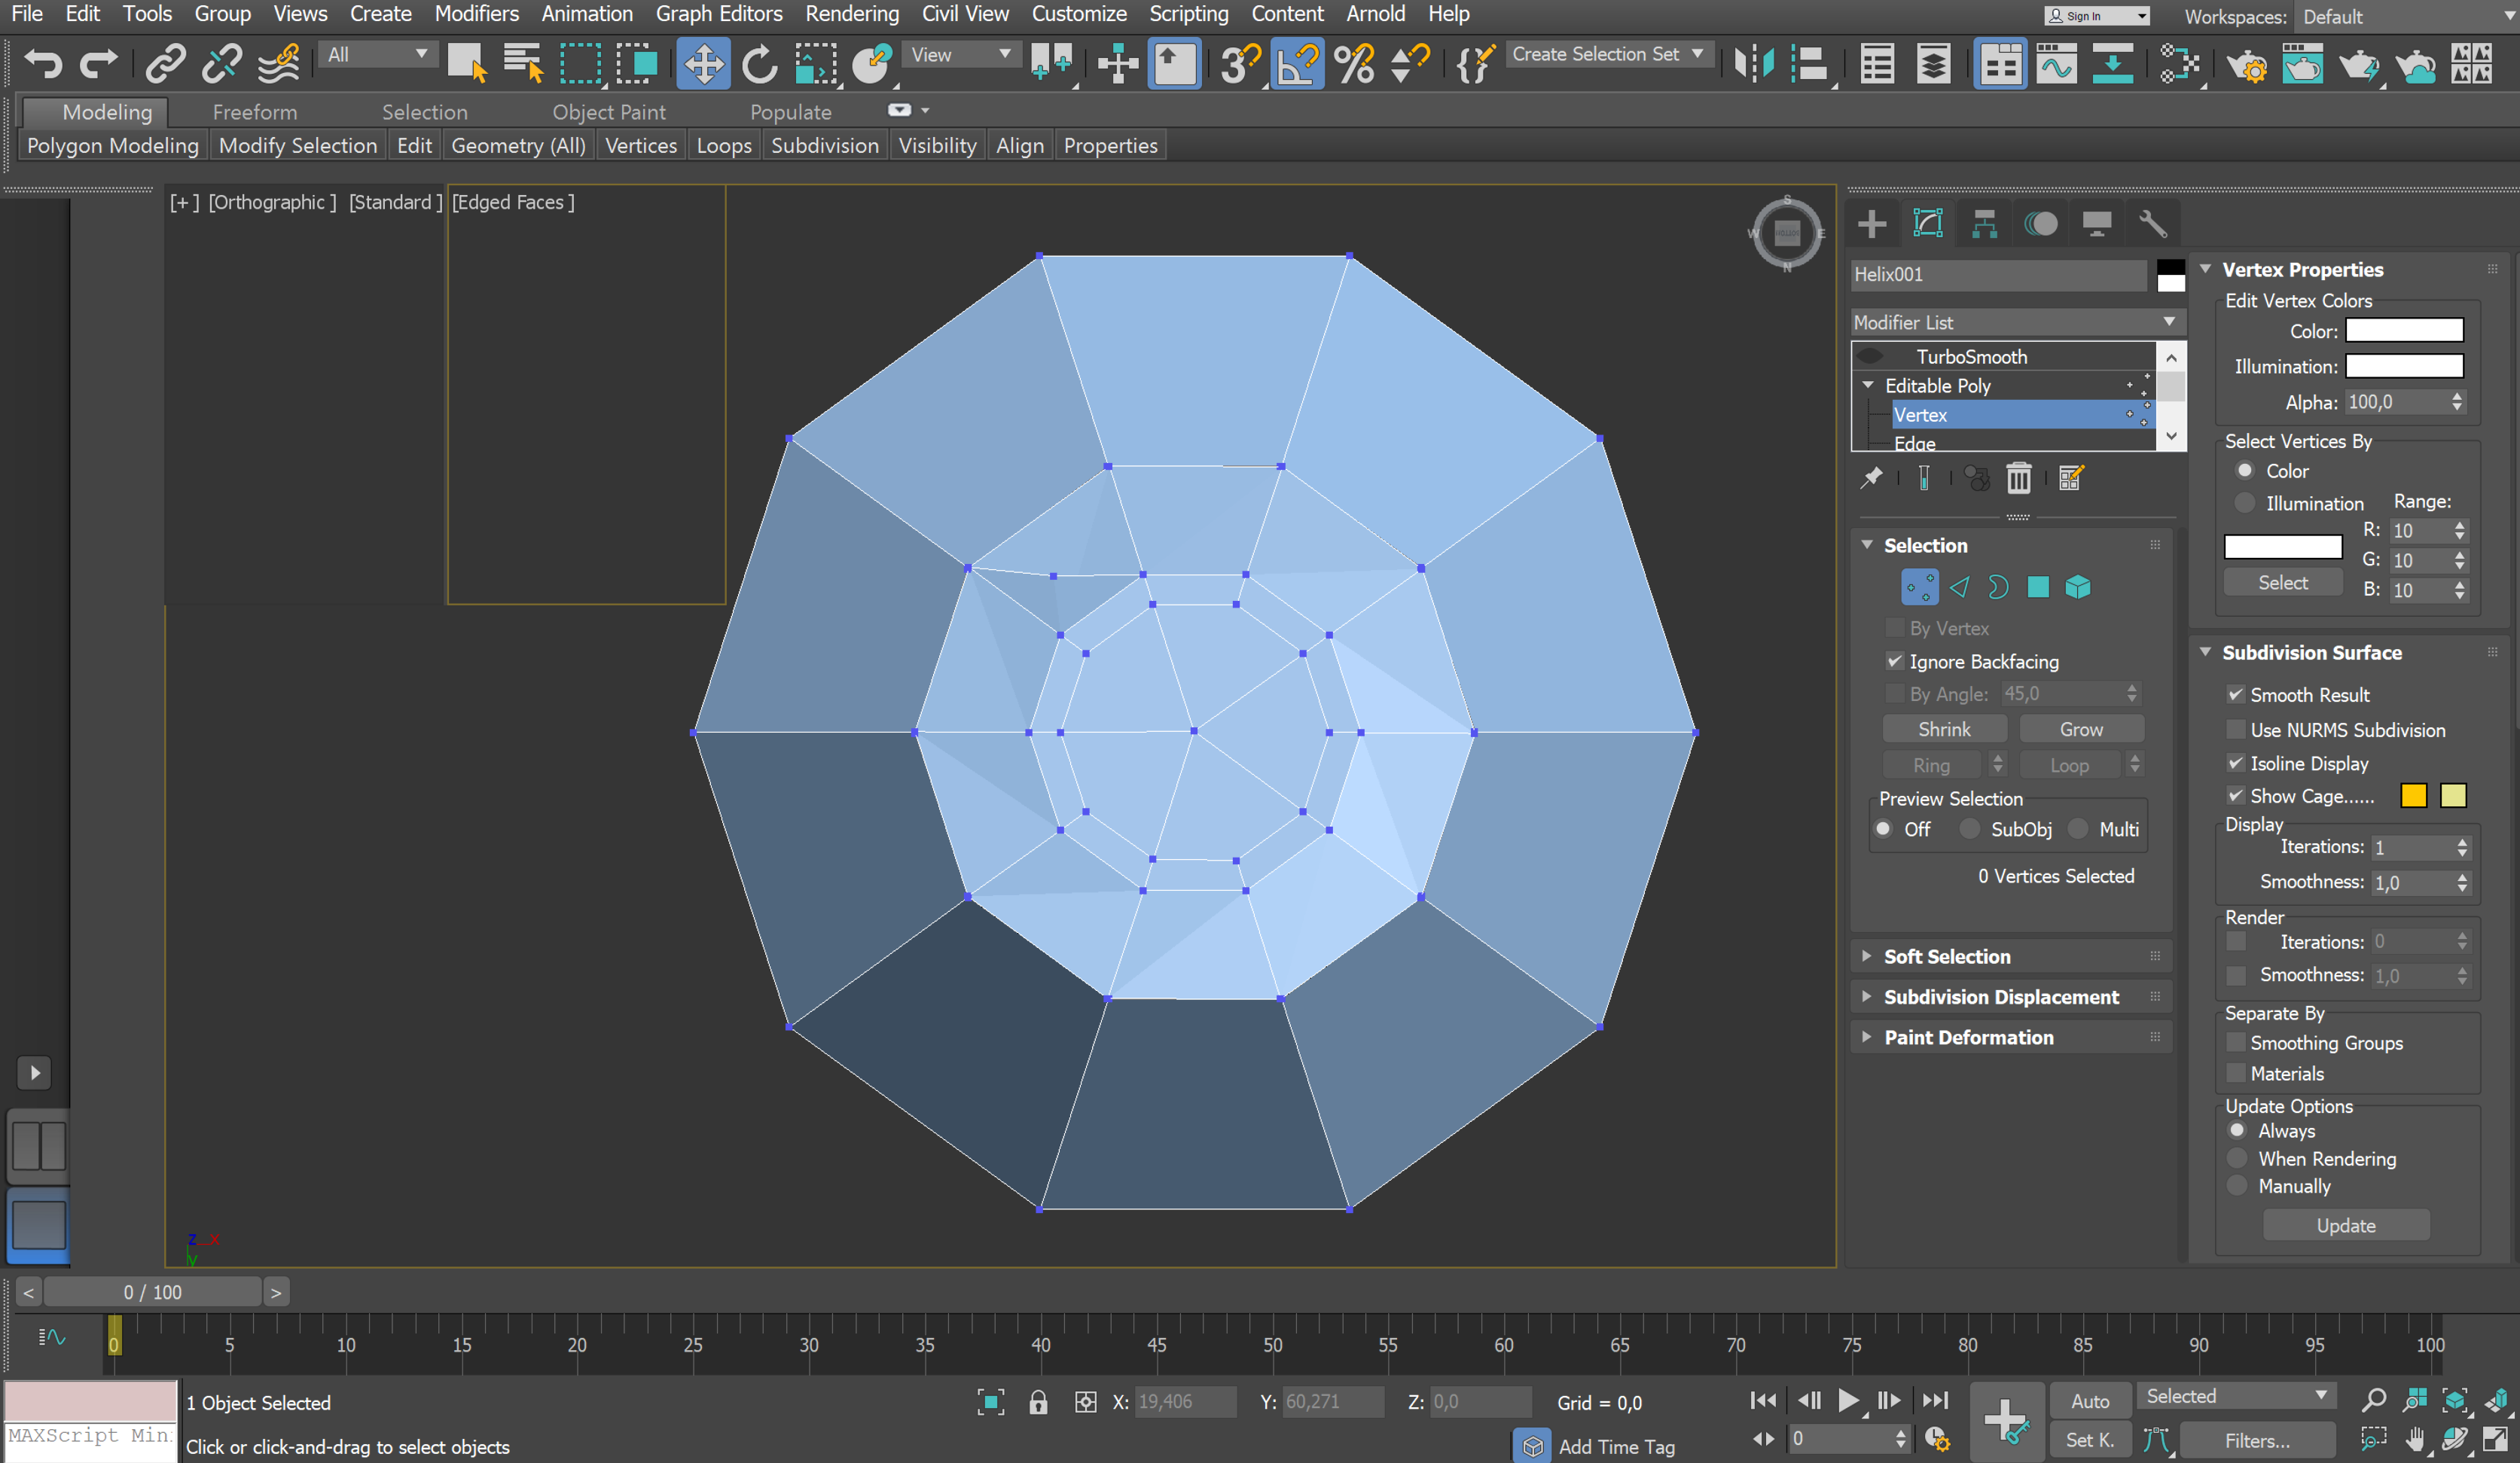 File Edit Tools Group Views Create Modifiers Animation Graph Editors Rendering Civil View Customize Scripting Content Arnold Help
Sign In
Workspaces: Default
All
View
Create Selection Set
Modeling Freeform Selection Object Paint Populate
Polygon Modeling Modify Selection Edit Geometry (All) Vertices Loops Subdivision Visibility Align Properties
[+] [Orthographic] [Standard] [Edged Faces]
S
W E
N
Helix001
Modifier List
TurboSmooth
Editable Poly
Vertex
Edge
Selection
By Vertex
Ignore Backfacing
By Angle: 45,0
Shrink Grow
Ring Loop
Preview Selection
Off SubObj Multi
0 Vertices Selected
Soft Selection
Subdivision Displacement
Paint Deformation
Vertex Properties
Edit Vertex Colors
Color:
Illumination:
Alpha: 100,0
Select Vertices By
Color
Illumination Range:
R: 10
G: 10
Select
B: 10
Subdivision Surface
Smooth Result
Use NURMS Subdivision
Isoline Display
Show Cage......
Display
Iterations: 1
Smoothness: 1,0
Render
Iterations: 0
Smoothness: 1,0
Separate By
Smoothing Groups
Materials
Update Options
Always
When Rendering
Manually
Update
z x
y
< 0 / 100 >
0 5 10 15 20 25 30 35 40 45 50 55 60 65 70 75 80 85 90 95 100
1 Object Selected
X: 19,406 Y: 60,271 Z: 0,0 Grid = 0,0
Auto Selected
MAXScript Min
Click or click-and-drag to select objects
Add Time Tag
0
Set K. Filters...